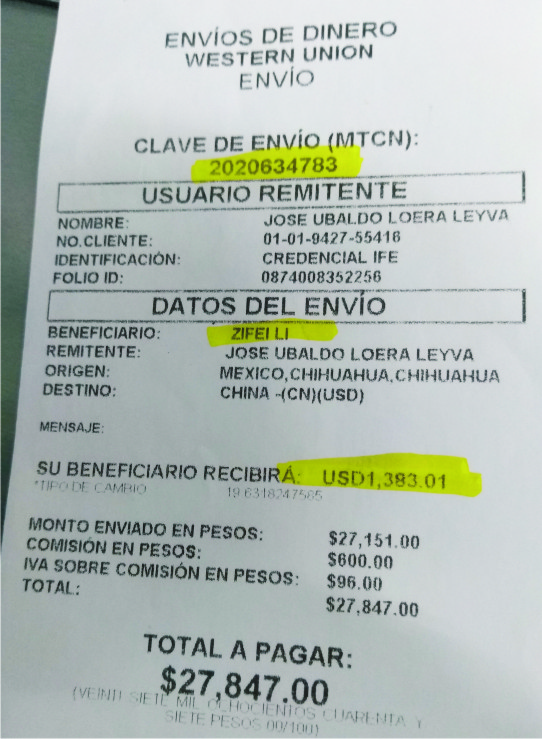 ENVÍOS DE DINERO
WESTERN UNION
ENVÍO
CLAVE DE ENVÍO (MTCN):
2020634783
USUARIO REMITENTE
NOMBRE: JOSE UBALDO LOERA LEYVA
NO.CLIENTE: 01-01-9427-55416
IDENTIFICACIÓN: CREDENCIAL IFE
FOLIO ID: 0874008352256
DATOS DEL ENVÍO
BENEFICIARIO: ZIFEI LI
REMITENTE: JOSE UBALDO LOERA LEYVA
ORIGEN: MEXICO,CHIHUAHUA,CHIHUAHUA
DESTINO: CHINA -(CN)(USD)
MENSAJE:
SU BENEFICIARIO RECIBIRÁ: USD1,383.01
*TIPO DE CAMBIO 19.6318247565
MONTO ENVIADO EN PESOS: $27,151.00
COMISIÓN EN PESOS: $600.00
IVA SOBRE COMISIÓN EN PESOS: $96.00
TOTAL: $27,847.00
TOTAL A PAGAR:
$27,847.00
(VEINTI SIETE MIL OCHOCIENTOS CUARENTA Y
SIETE PESOS 00/100)